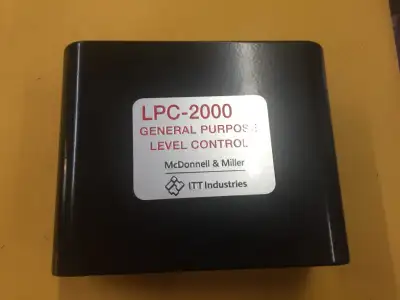 LPC-2000
GENERAL PURPOSE
LEVEL CONTROL
McDonnell & Miller
ITT Industries